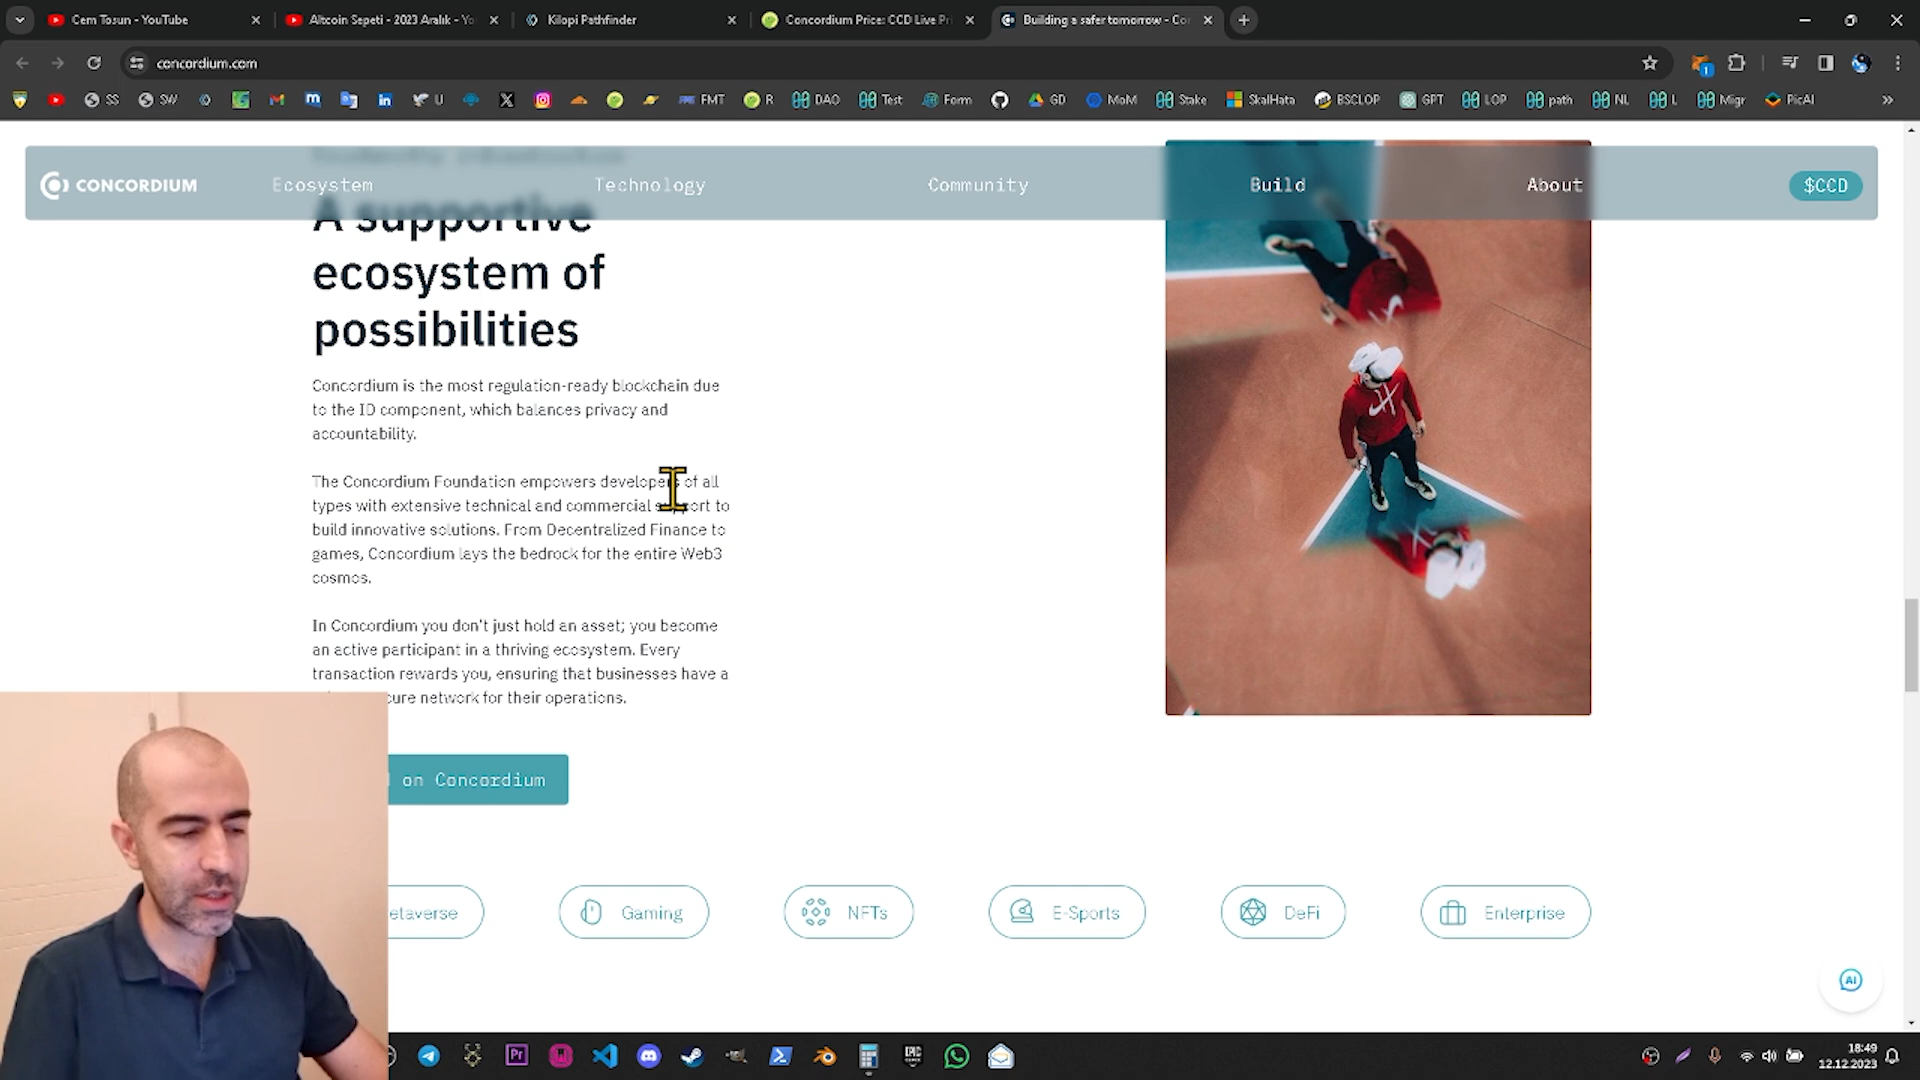 Cem Tosun - YouTube
Altcoin Sepeti - 2023 Aralık - Yo
Kilopi Pathfinder
Concordium Price: CCD Live Pri
Building a safer tomorrow - Co
concordium.com
SS
SW
U
FMT
R
DAO
Test
Form
GD
MoM
Stake
SkalHata
BSCLOP
GPT
LOP
path
NL
L
Migr
PicAI
CONCORDIUM
Ecosystem
Technology
Community
Build
About
$CCD
A supportive
ecosystem of
possibilities
Concordium is the most regulation-ready blockchain due
to the ID component, which balances privacy and
accountability.
The Concordium Foundation empowers developers of all
types with extensive technical and commercial support to
build innovative solutions. From Decentralized Finance to
games, Concordium lays the bedrock for the entire Web3
cosmos.
In Concordium you don't just hold an asset; you become
an active participant in a thriving ecosystem. Every
transaction rewards you, ensuring that businesses have a
cure network for their operations.
on Concordium
etaverse
Gaming
NFTs
E-Sports
DeFi
Enterprise
AI
Pr
EPIC
18:49
12.12.2023